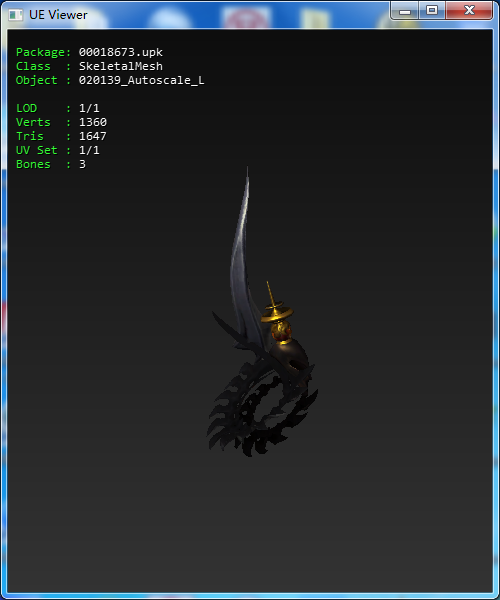 UE Viewer
Package: 00018673.upk
Class : SkeletalMesh
Object : 020139_Autoscale_L
LOD : 1/1
Verts : 1360
Tris : 1647
UV Set : 1/1
Bones : 3